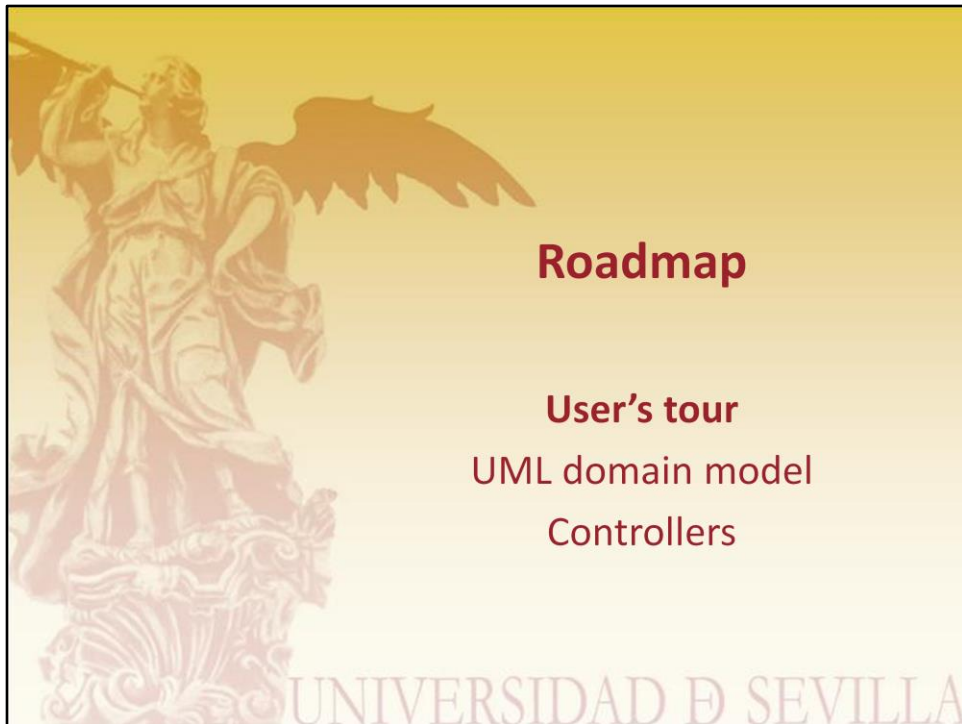 Roadmap
User’s tour
UML domain model
Controllers
UNIVERSIDAD Đ SEVILLA